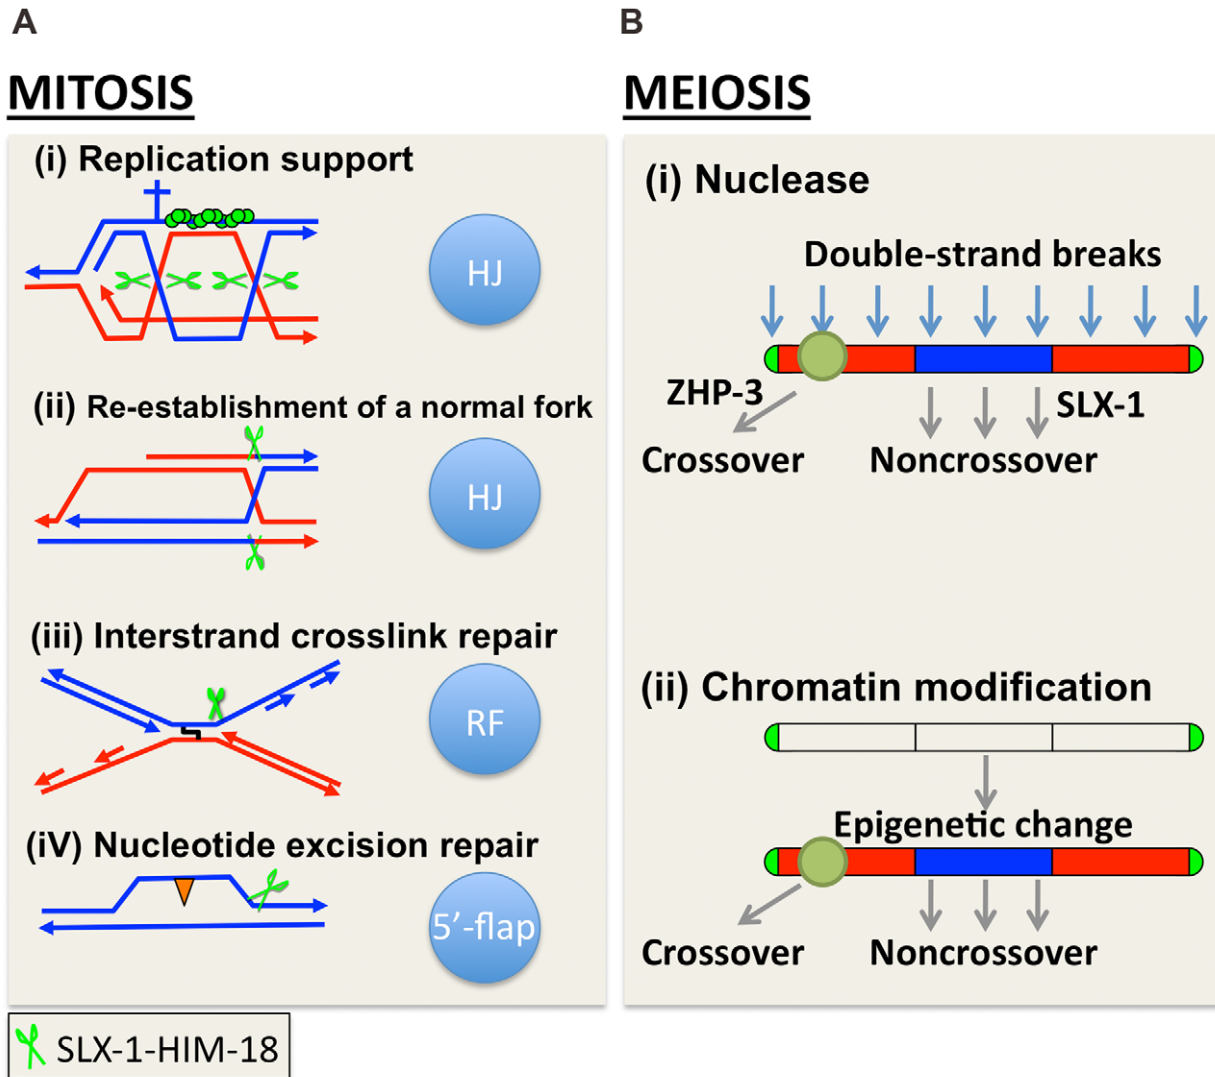 A
MITOSIS
(i) Replication support
HJ
(ii) Re-establishment of a normal fork
HJ
(iii) Interstrand crosslink repair
RF
(iV) Nucleotide excision repair
5′-flap
SLX-1-HIM-18
B
MEIOSIS
(i) Nuclease
Double-strand breaks
ZHP-3
SLX-1
Crossover
Noncrossover
(ii) Chromatin modification
Epigenetic change
Crossover
Noncrossover